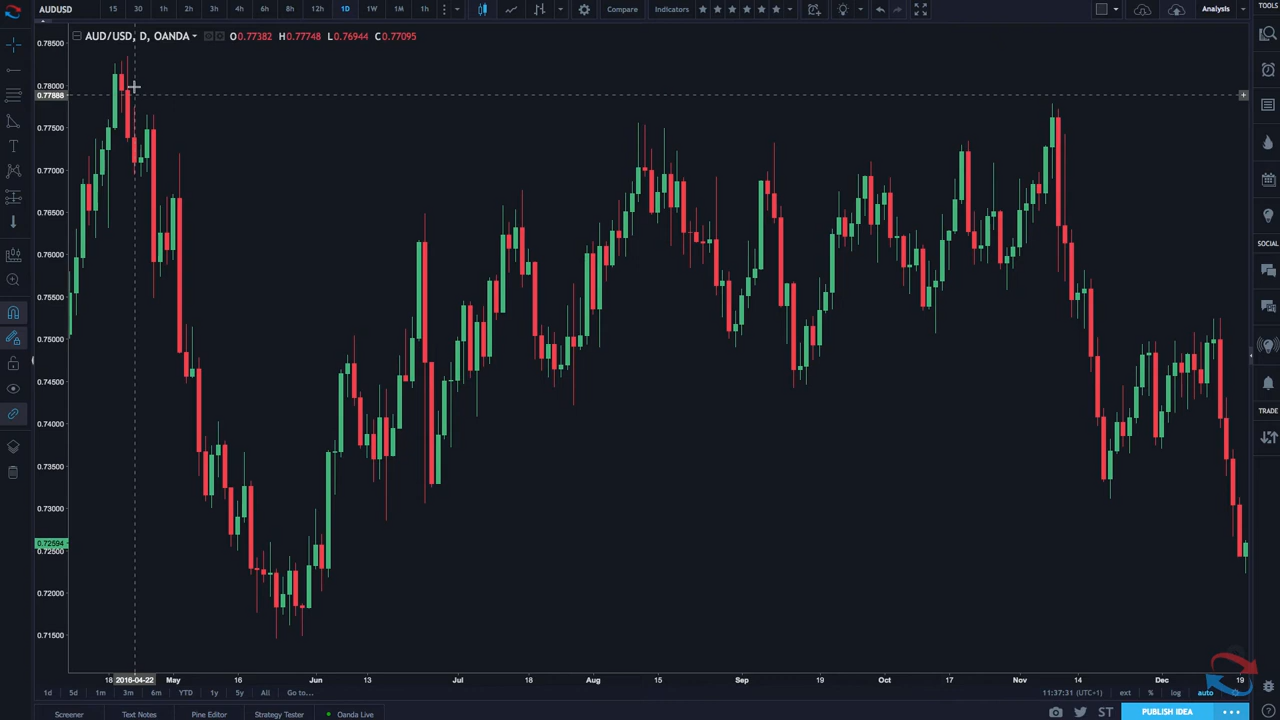 AUDUSD 15 30 1h 2h 3h 4h 6h 8h 12h 1D 1W 1M 1h Compare Indicators Analysis TOOLS
AUD/USD, D, OANDA O0.77382 H0.77748 L0.76944 C0.77095
0.78500
0.78000
0.77888
0.77500
0.77000
0.76500
0.76000
0.75500
0.75000
0.74500
0.74000
0.73500
0.73000
0.72594
0.72500
0.72000
0.71500
SOCIAL
TRADE
18 2016-04-22 May 16 Jun 13 Jul Aug 15 Sep Oct 17 Nov 14 Dec 19
1d 5d 1m 3m 6m YTD 1y 5y All Go to... 11:37:31 (UTC+1) ext % log auto
Screener Text Notes Pine Editor Strategy Tester Oanda Live ST PUBLISH IDEA